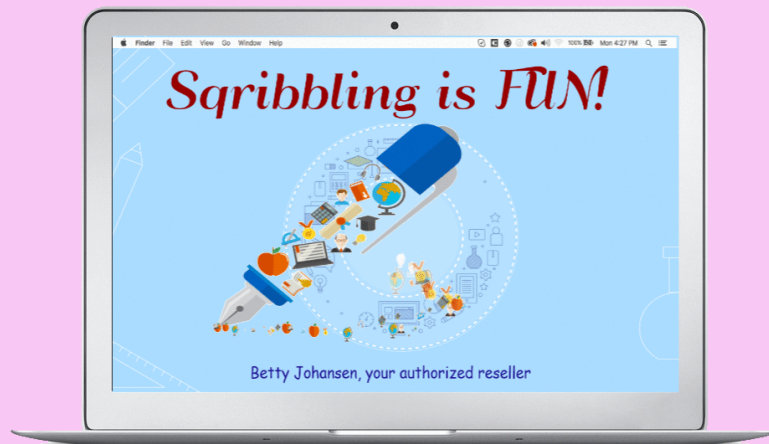 Finder File Edit View Go Window Help 100% Mon 4:27 PM
Sqribbling is FUN!
Betty Johansen, your authorized reseller